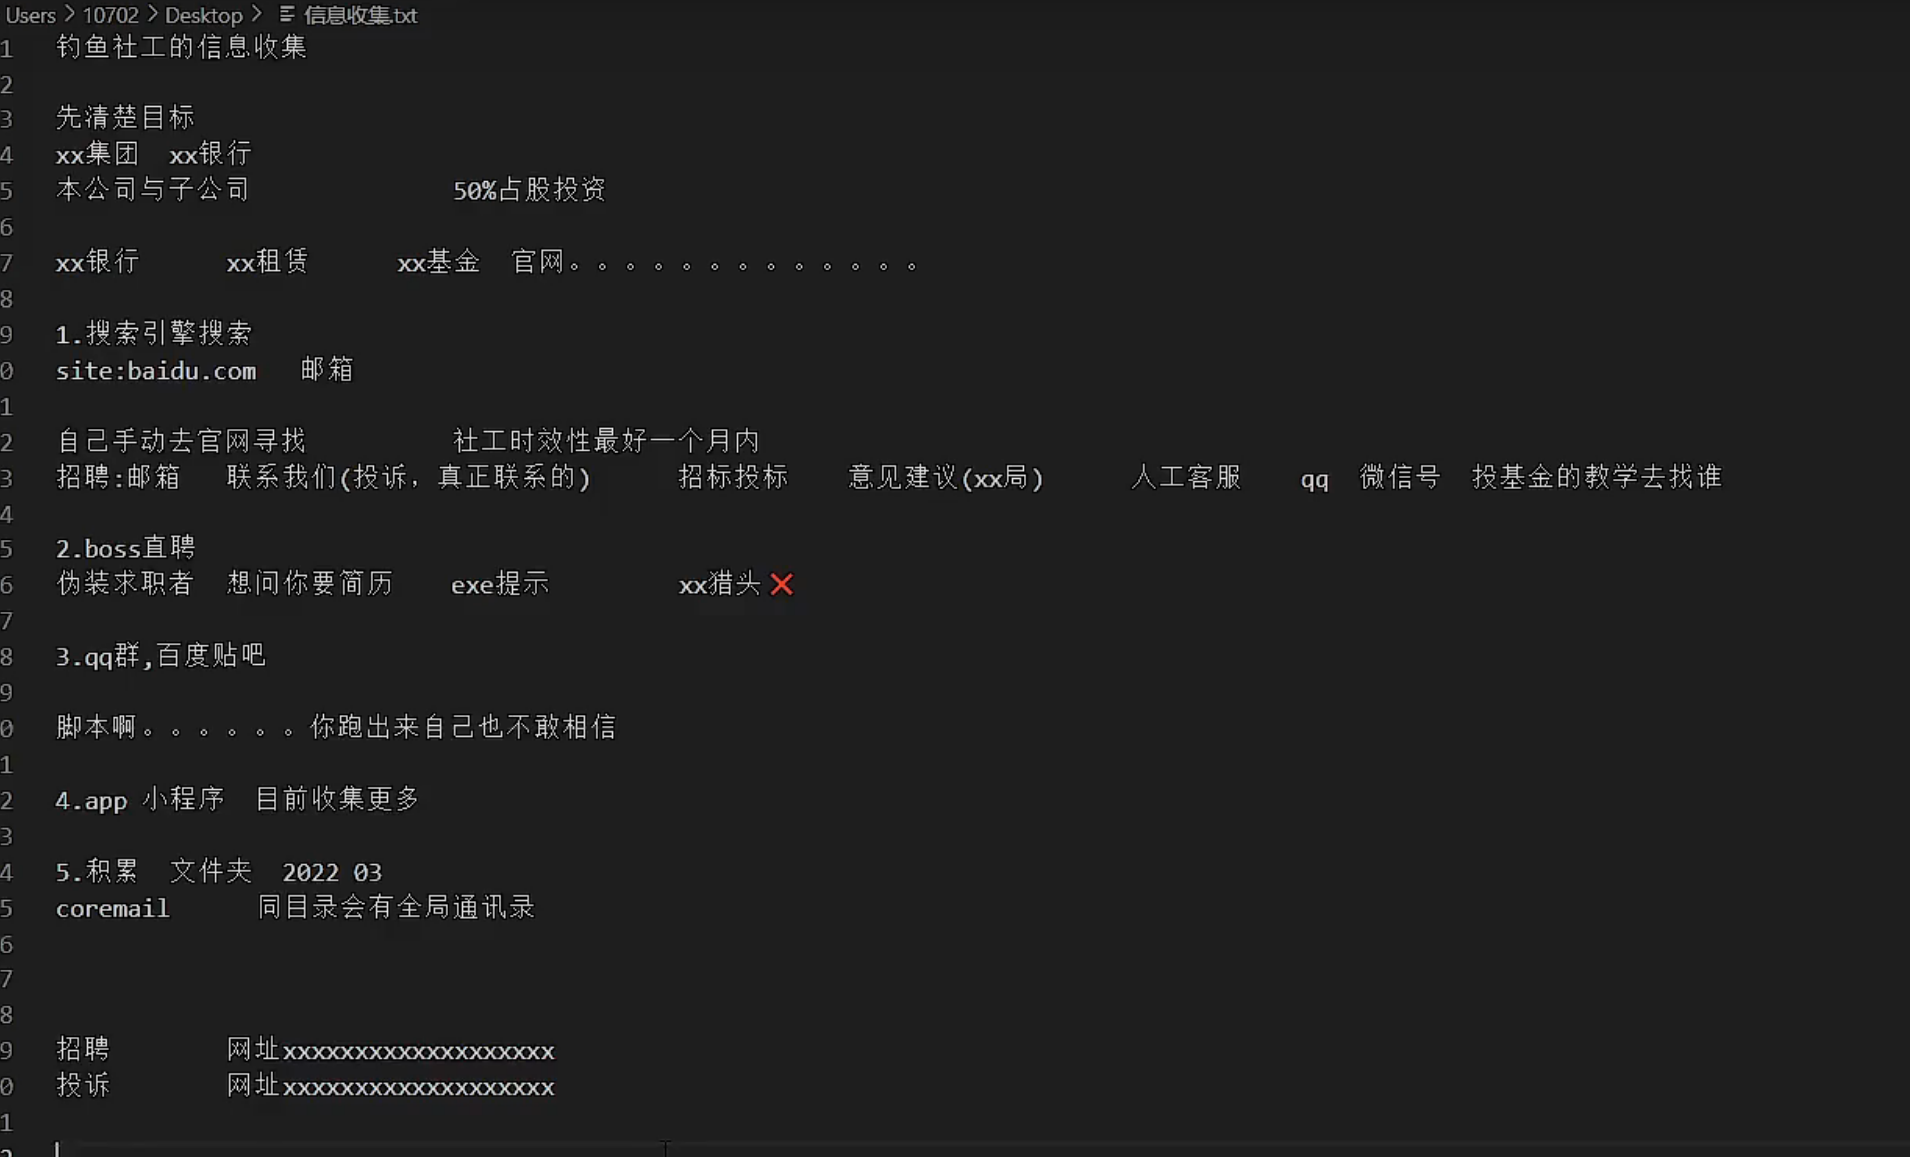 Users > 10702 > Desktop > 信息收集.txt
1 钓鱼社工的信息收集
2
3 先清楚目标
4 xx集团 xx银行
5 本公司与子公司 50%占股投资
6
7 xx银行 xx租赁 xx基金 官网。。。。。。。。。。。。。
8
9 1.搜索引擎搜索
0 site:baidu.com 邮箱
1
2 自己手动去官网寻找 社工时效性最好一个月内
3 招聘:邮箱 联系我们(投诉，真正联系的) 招标投标 意见建议(xx局) 人工客服 qq 微信号 投基金的教学去找谁
4
5 2.boss直聘
6 伪装求职者 想问你要简历 exe提示 xx猎头❌
7
8 3.qq群,百度贴吧
9
0 脚本啊。。。。。。你跑出来自己也不敢相信
1
2 4.app 小程序 目前收集更多
3
4 5.积累 文件夹 2022 03
5 coremail 同目录会有全局通讯录
6
7
8
9 招聘 网址xxxxxxxxxxxxxxxxxxx
0 投诉 网址xxxxxxxxxxxxxxxxxxx
1
2